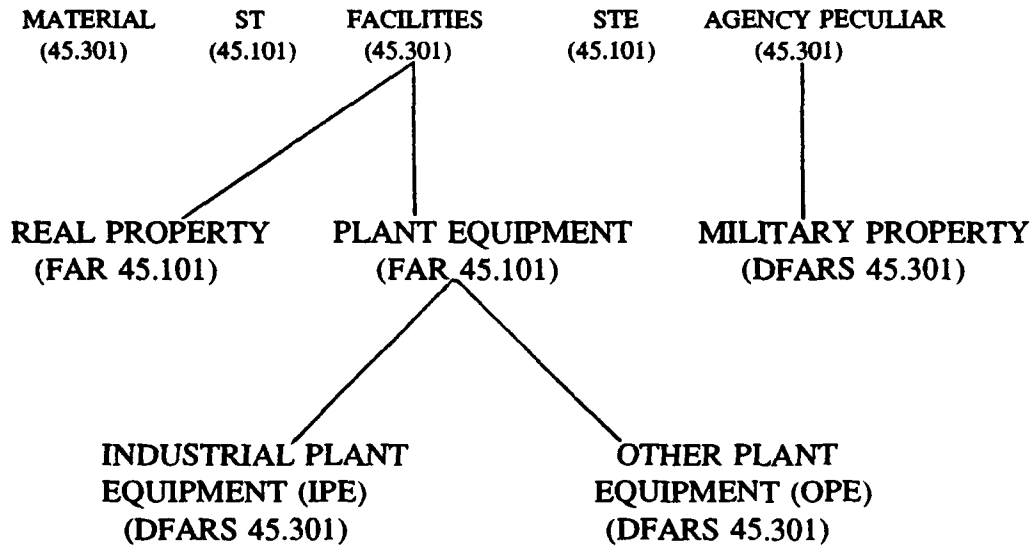 MATERIAL ST FACILITIES STE AGENCY PECULIAR
(45.301) (45.101) (45.301) (45.101) (45.301)
REAL PROPERTY PLANT EQUIPMENT MILITARY PROPERTY
(FAR 45.101) (FAR 45.101) (DFARS 45.301)
INDUSTRIAL PLANT OTHER PLANT
EQUIPMENT (IPE) EQUIPMENT (OPE)
(DFARS 45.301) (DFARS 45.301)